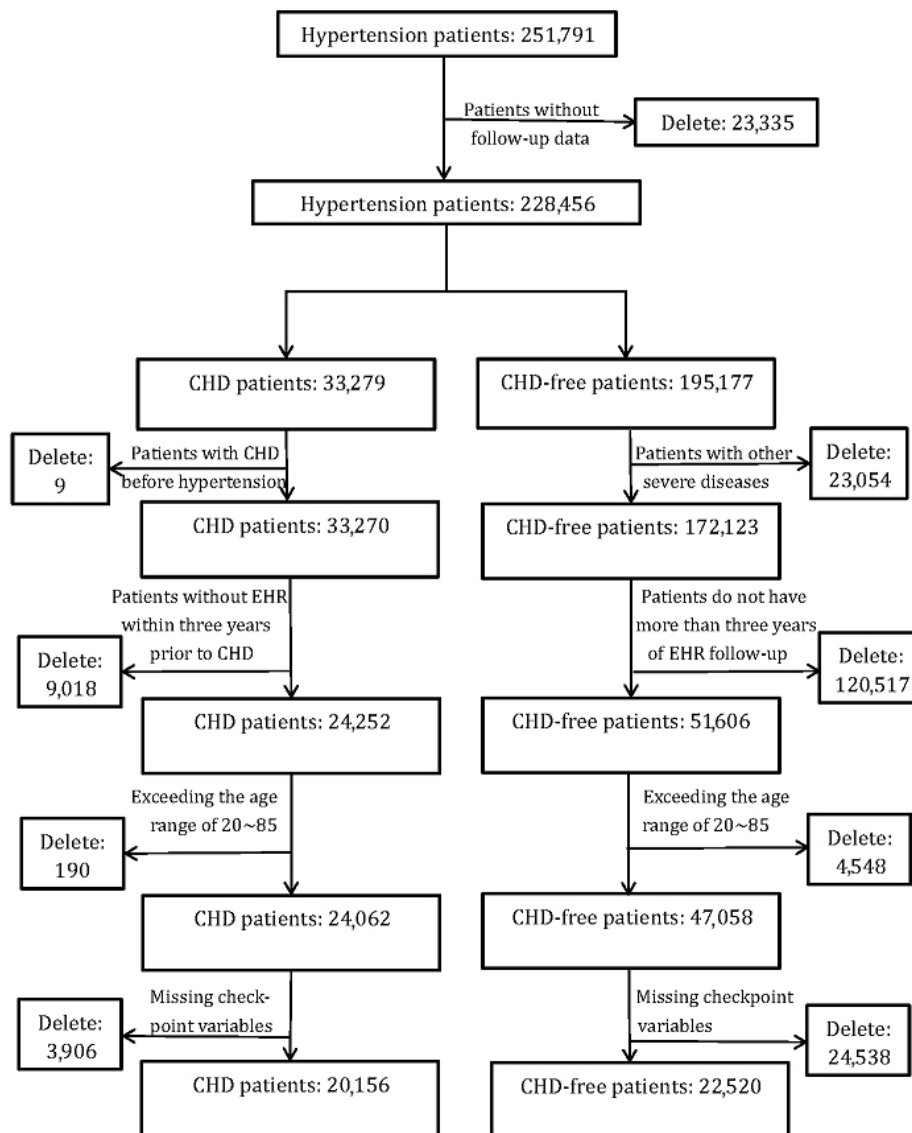 Hypertension patients: 251,791
Patients without
follow-up data
Delete: 23,335
Hypertension patients: 228,456
CHD patients: 33,279
CHD-free patients: 195,177
Delete:
9
Patients with CHD
before hypertension
Patients with other
severe diseases
Delete:
23,054
CHD patients: 33,270
CHD-free patients: 172,123
Patients without EHR
within three years
prior to CHD
Delete:
9,018
Patients do not have
more than three years
of EHR follow-up
Delete:
120,517
CHD patients: 24,252
CHD-free patients: 51,606
Exceeding the age
range of 20~85
Delete:
190
Exceeding the age
range of 20~85
Delete:
4,548
CHD patients: 24,062
CHD-free patients: 47,058
Missing check-
point variables
Delete:
3,906
Missing checkpoint
variables
Delete:
24,538
CHD patients: 20,156
CHD-free patients: 22,520